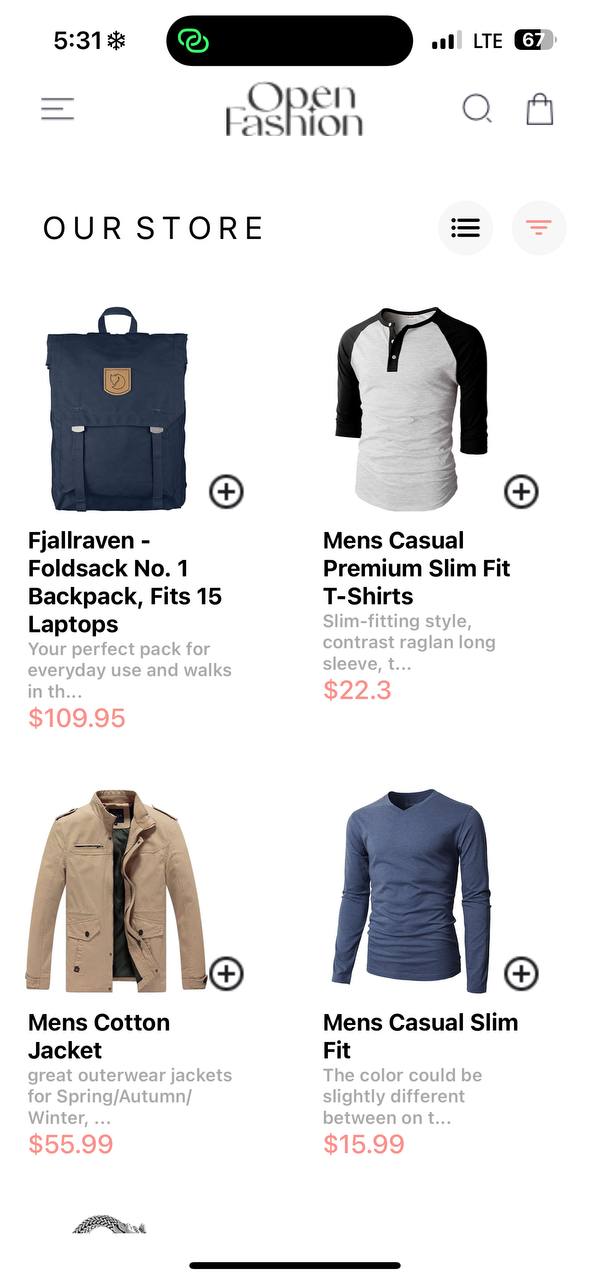 5:31
LTE
67
Open
Fashion
OUR STORE
Fjallraven -
Foldsack No. 1
Backpack, Fits 15
Laptops
Your perfect pack for
everyday use and walks
in th...
$109.95
Mens Casual
Premium Slim Fit
T-Shirts
Slim-fitting style,
contrast raglan long
sleeve, t...
$22.3
Mens Cotton
Jacket
great outerwear jackets
for Spring/Autumn/
Winter, ...
$55.99
Mens Casual Slim
Fit
The color could be
slightly different
between on t...
$15.99